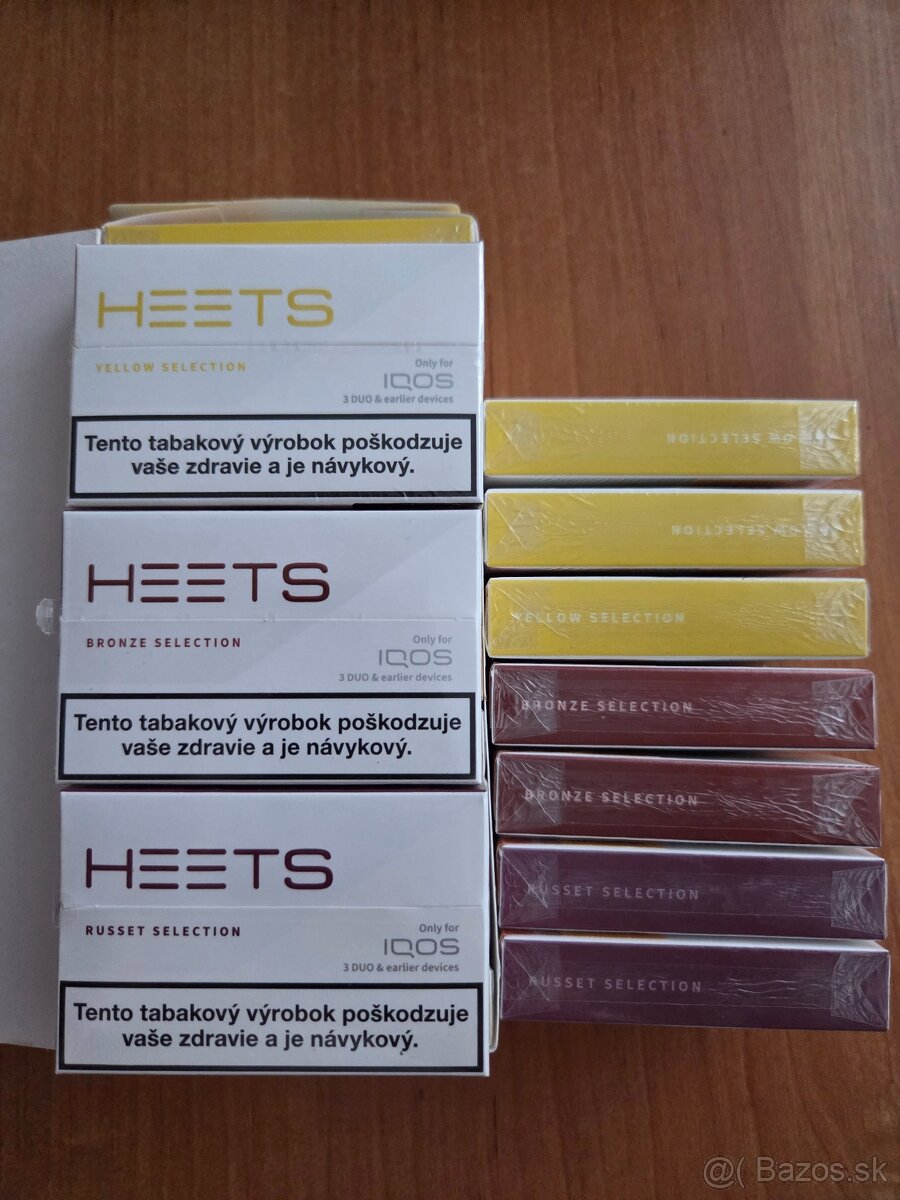 HEETS
YELLOW SELECTION
Only for
IQOS
3 DUO & earlier devices
Tento tabakový výrobok poškodzuje
vaše zdravie a je návykový.
HEETS
BRONZE SELECTION
Only for
IQOS
3 DUO & earlier devices
Tento tabakový výrobok poškodzuje
vaše zdravie a je návykový.
HEETS
RUSSET SELECTION
Only for
IQOS
3 DUO & earlier devices
Tento tabakový výrobok poškodzuje
vaše zdravie a je návykový.
SELECTION
SELECTION
YELLOW SELECTION
BRONZE SELECTION
BRONZE SELECTION
RUSSET SELECTION
RUSSET SELECTION
@( Bazos.sk